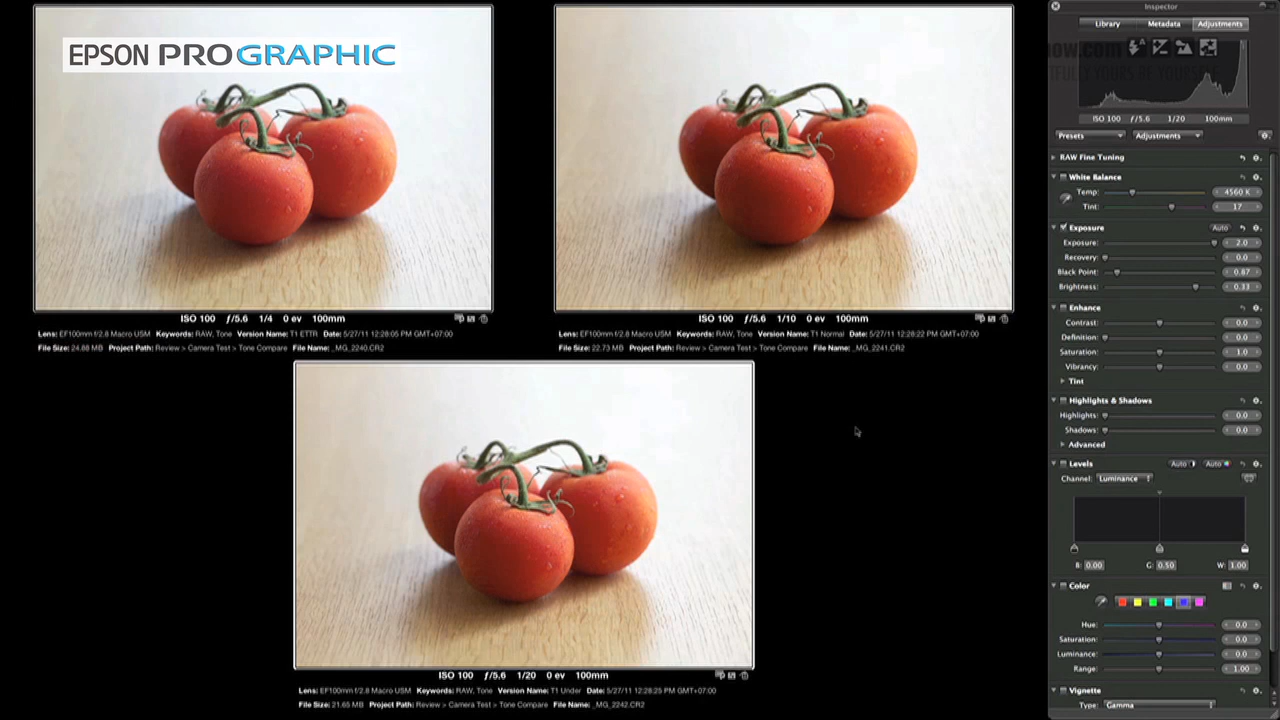 EPSON PROGRAPHIC
ISO 100 ƒ/5.6 1/4 0 ev 100mm
Lens: EF100mm f/2.8 Macro USM Keywords: RAW, Tone Version Name: T1 ETTR Date: 5/27/11 12:28:05 PM GMT+07:00
File Size: 24.88 MB Project Path: Review > Camera Test > Tone Compare File Name: _MG_2240.CR2
ISO 100 ƒ/5.6 1/10 0 ev 100mm
Lens: EF100mm f/2.8 Macro USM Keywords: RAW, Tone Version Name: T1 Normal Date: 5/27/11 12:28:22 PM GMT+07:00
File Size: 22.73 MB Project Path: Review > Camera Test > Tone Compare File Name: _MG_2241.CR2
ISO 100 ƒ/5.6 1/20 0 ev 100mm
Lens: EF100mm f/2.8 Macro USM Keywords: RAW, Tone Version Name: T1 Under Date: 5/27/11 12:28:25 PM GMT+07:00
File Size: 21.65 MB Project Path: Review > Camera Test > Tone Compare File Name: _MG_2242.CR2
Inspector
Library Metadata Adjustments
ISO 100 ƒ/5.6 1/20 100mm
Presets Adjustments
RAW Fine Tuning
White Balance
Temp: 4560 K
Tint: 17
Exposure Auto
Exposure: 2.0
Recovery: 0.0
Black Point: 0.87
Brightness: 0.33
Enhance
Contrast: 0.0
Definition: 0.0
Saturation: 1.0
Vibrancy: 0.0
Tint
Highlights & Shadows
Highlights: 0.0
Shadows: 0.0
Advanced
Levels Auto Auto
Channel: Luminance
B: 0.00 G: 0.50 W: 1.00
Color
Hue: 0.0
Saturation: 0.0
Luminance: 0.0
Range: 1.00
Vignette
Type: Gamma